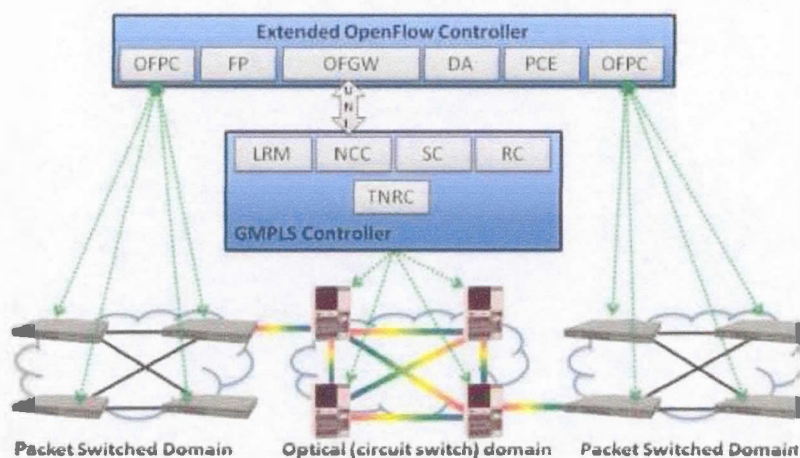 Extended OpenFlow Controller
OFPC FP OFGW DA PCE OFPC
UNI
LRM NCC SC RC
TNRC
GMPLS Controller
Packet Switched Domain Optical (circuit switch) domain Packet Switched Domain